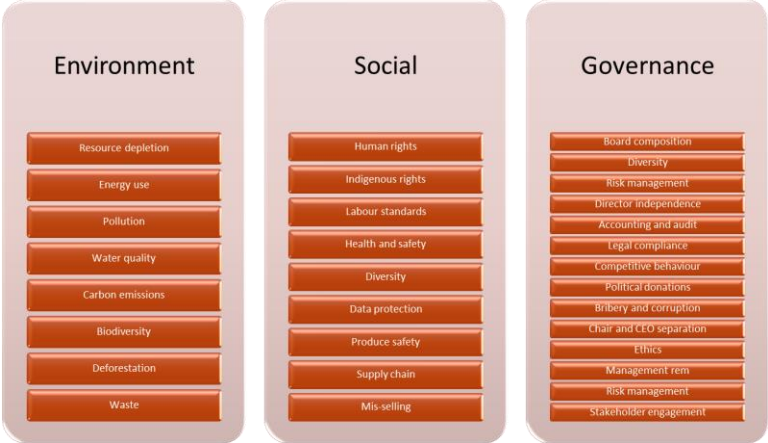 Environment
Resource depletion
Energy use
Pollution
Water quality
Carbon emissions
Biodiversity
Deforestation
Waste
Social
Human rights
Indigenous rights
Labour standards
Health and safety
Diversity
Data protection
Produce safety
Supply chain
Mis-selling
Governance
Board composition
Diversity
Risk management
Director independence
Accounting and audit
Legal compliance
Competitive behaviour
Political donations
Bribery and corruption
Chair and CEO separation
Ethics
Management rem
Risk management
Stakeholder engagement